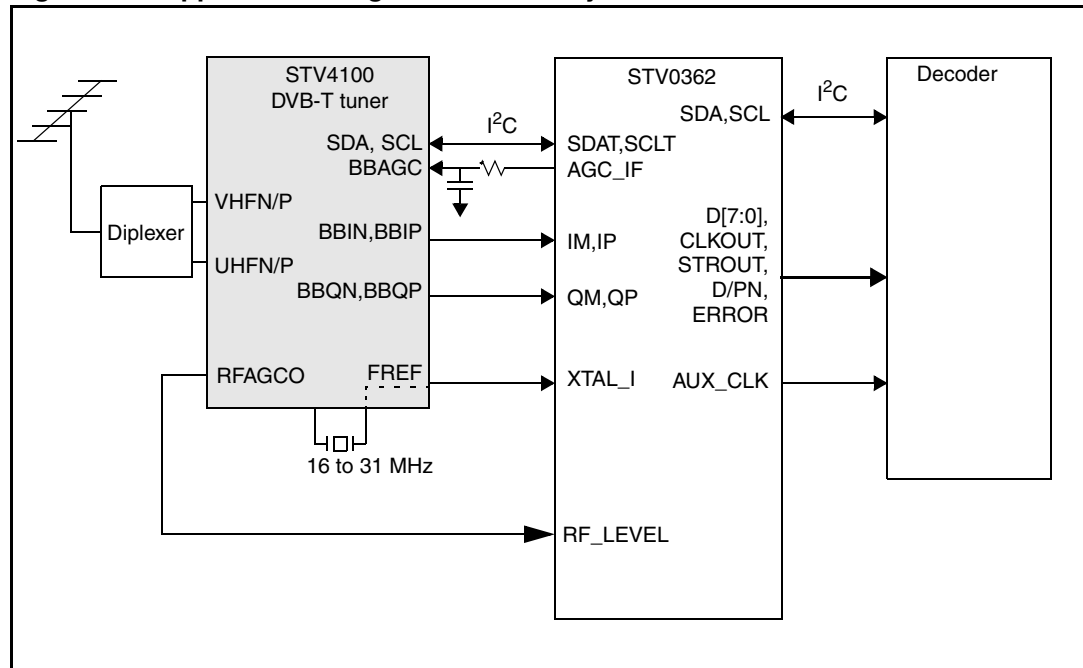 STV4100
DVB-T tuner
STV0362
Decoder
I²C
SDA,SCL
I²C
SDA, SCL
SDAT,SCLT
BBAGC
AGC_IF
VHFN/P
Diplexer
UHFN/P
BBIN,BBIP
IM,IP
D[7:0],
CLKOUT,
STROUT,
D/PN,
ERROR
BBQN,BBQP
QM,QP
RFAGCO
FREF
XTAL_I
AUX_CLK
16 to 31 MHz
RF_LEVEL